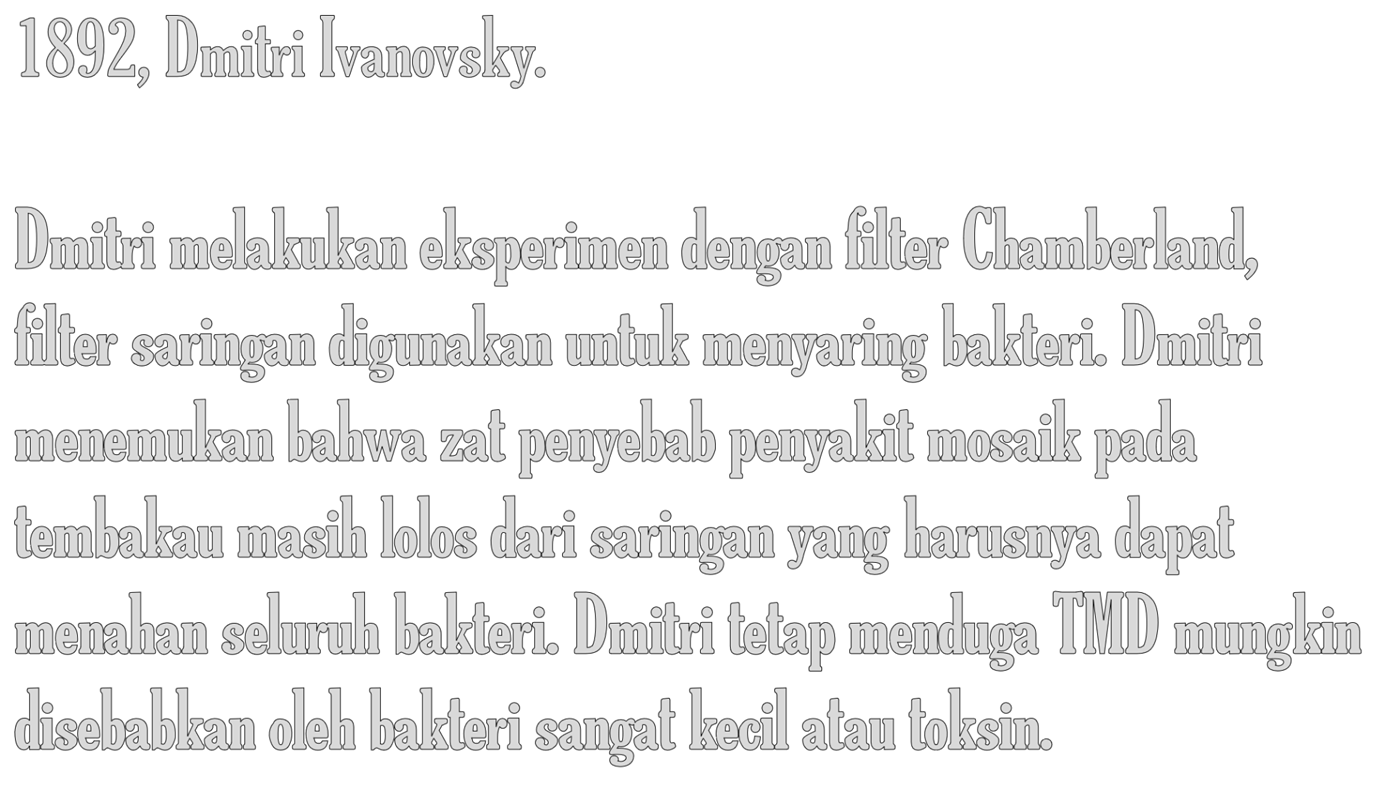 1892, Dmitri Ivanovsky.
Dmitri melakukan eksperimen dengan filter Chamberland,
filter saringan digunakan untuk menyaring bakteri. Dmitri
menemukan bahwa zat penyebab penyakit mosaik pada
tembakau masih lolos dari saringan yang harusnya dapat
menahan seluruh bakteri. Dmitri tetap menduga TMD mungkin
disebabkan oleh bakteri sangat kecil atau toksin.